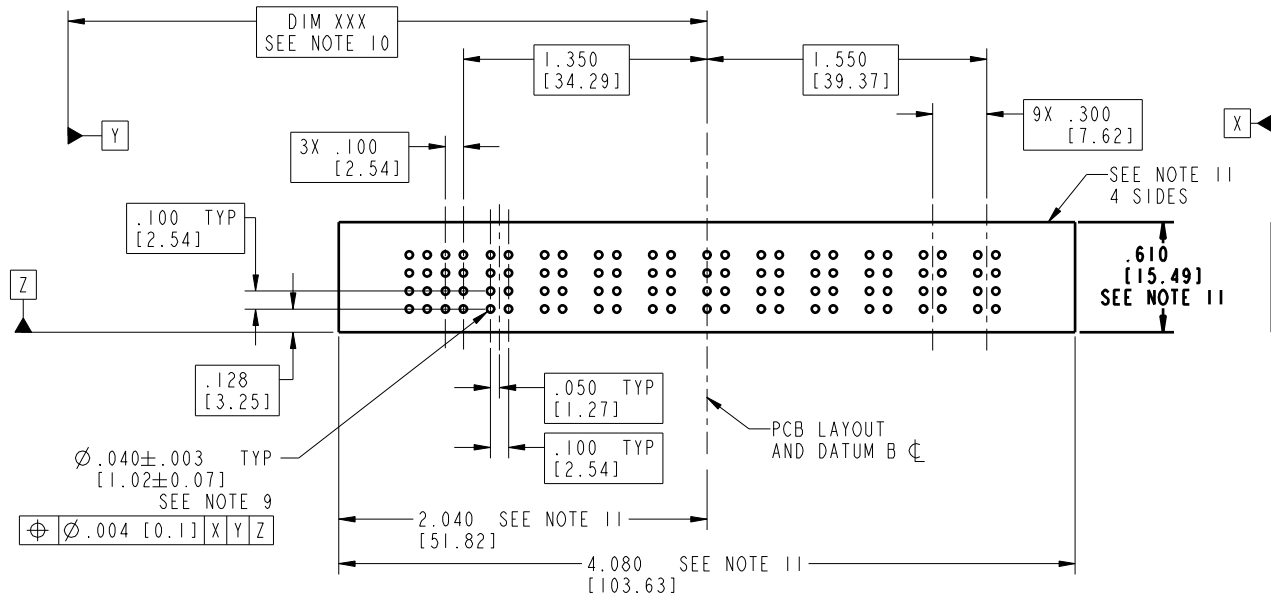 DIM XXX
SEE NOTE 10
1.350
[34.29]
1.550
[39.37]
9X .300
[7.62]
Y
X
3X .100
[2.54]
SEE NOTE 11
4 SIDES
.100 TYP
[2.54]
.610
[15.49]
SEE NOTE 11
Z
.128
[3.25]
.050 TYP
[1.27]
.100 TYP
[2.54]
PCB LAYOUT
AND DATUM B ℄
Ø.040±.003 TYP
[1.02±0.07]
SEE NOTE 9
⌖ Ø.004 [0.1] X Y Z
2.040 SEE NOTE 11
[51.82]
4.080 SEE NOTE 11
[103.63]